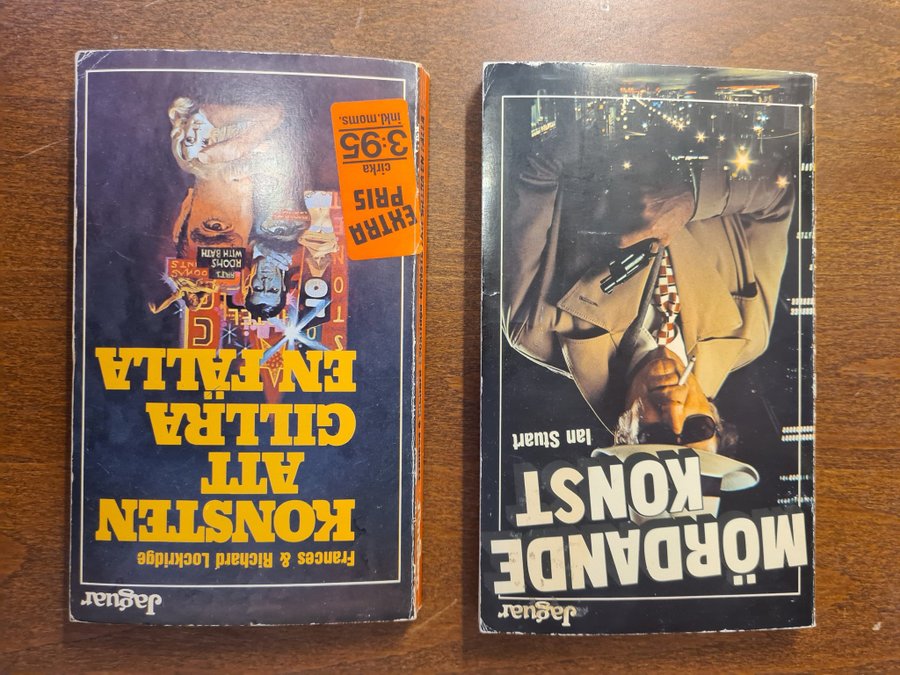 Jaguar
Frances & Richard Lockridge
KONSTEN
ATT
GILLRA
EN FÄLLA
EXTRA
PRIS
cirka
3:95
inkl.moms.
ROOMS
WITH BATH
Jaguar
MÖRDANDE
KONST
Ian Stuart